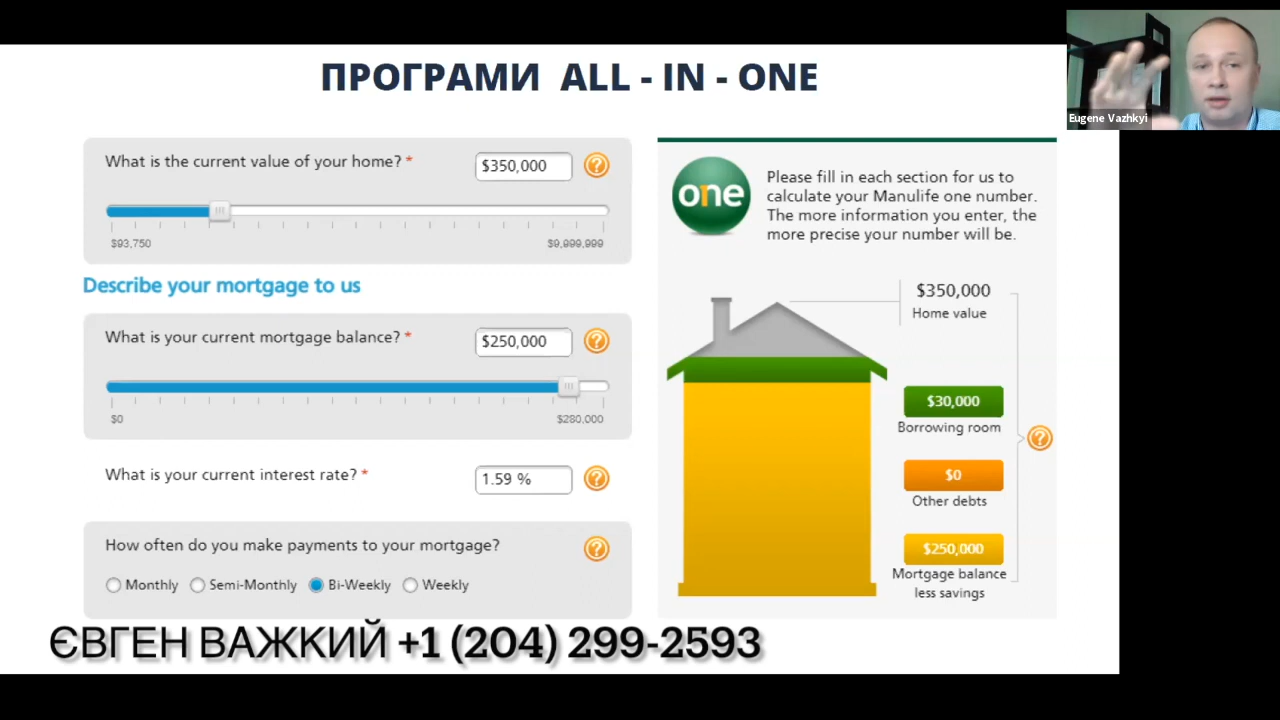 ПРОГРАМИ ALL - IN - ONE
Eugene Vazhkyi
What is the current value of your home? *
$350,000
?
$93,750
$9,999,999
Describe your mortgage to us
What is your current mortgage balance? *
$250,000
?
$0
$280,000
What is your current interest rate? *
1.59 %
?
How often do you make payments to your mortgage?
?
Monthly
Semi-Monthly
Bi-Weekly
Weekly
one
Please fill in each section for us to
calculate your Manulife one number.
The more information you enter, the
more precise your number will be.
$350,000
Home value
$30,000
Borrowing room
?
$0
Other debts
$250,000
Mortgage balance
less savings
ЄВГЕН ВАЖКИЙ +1 (204) 299-2593